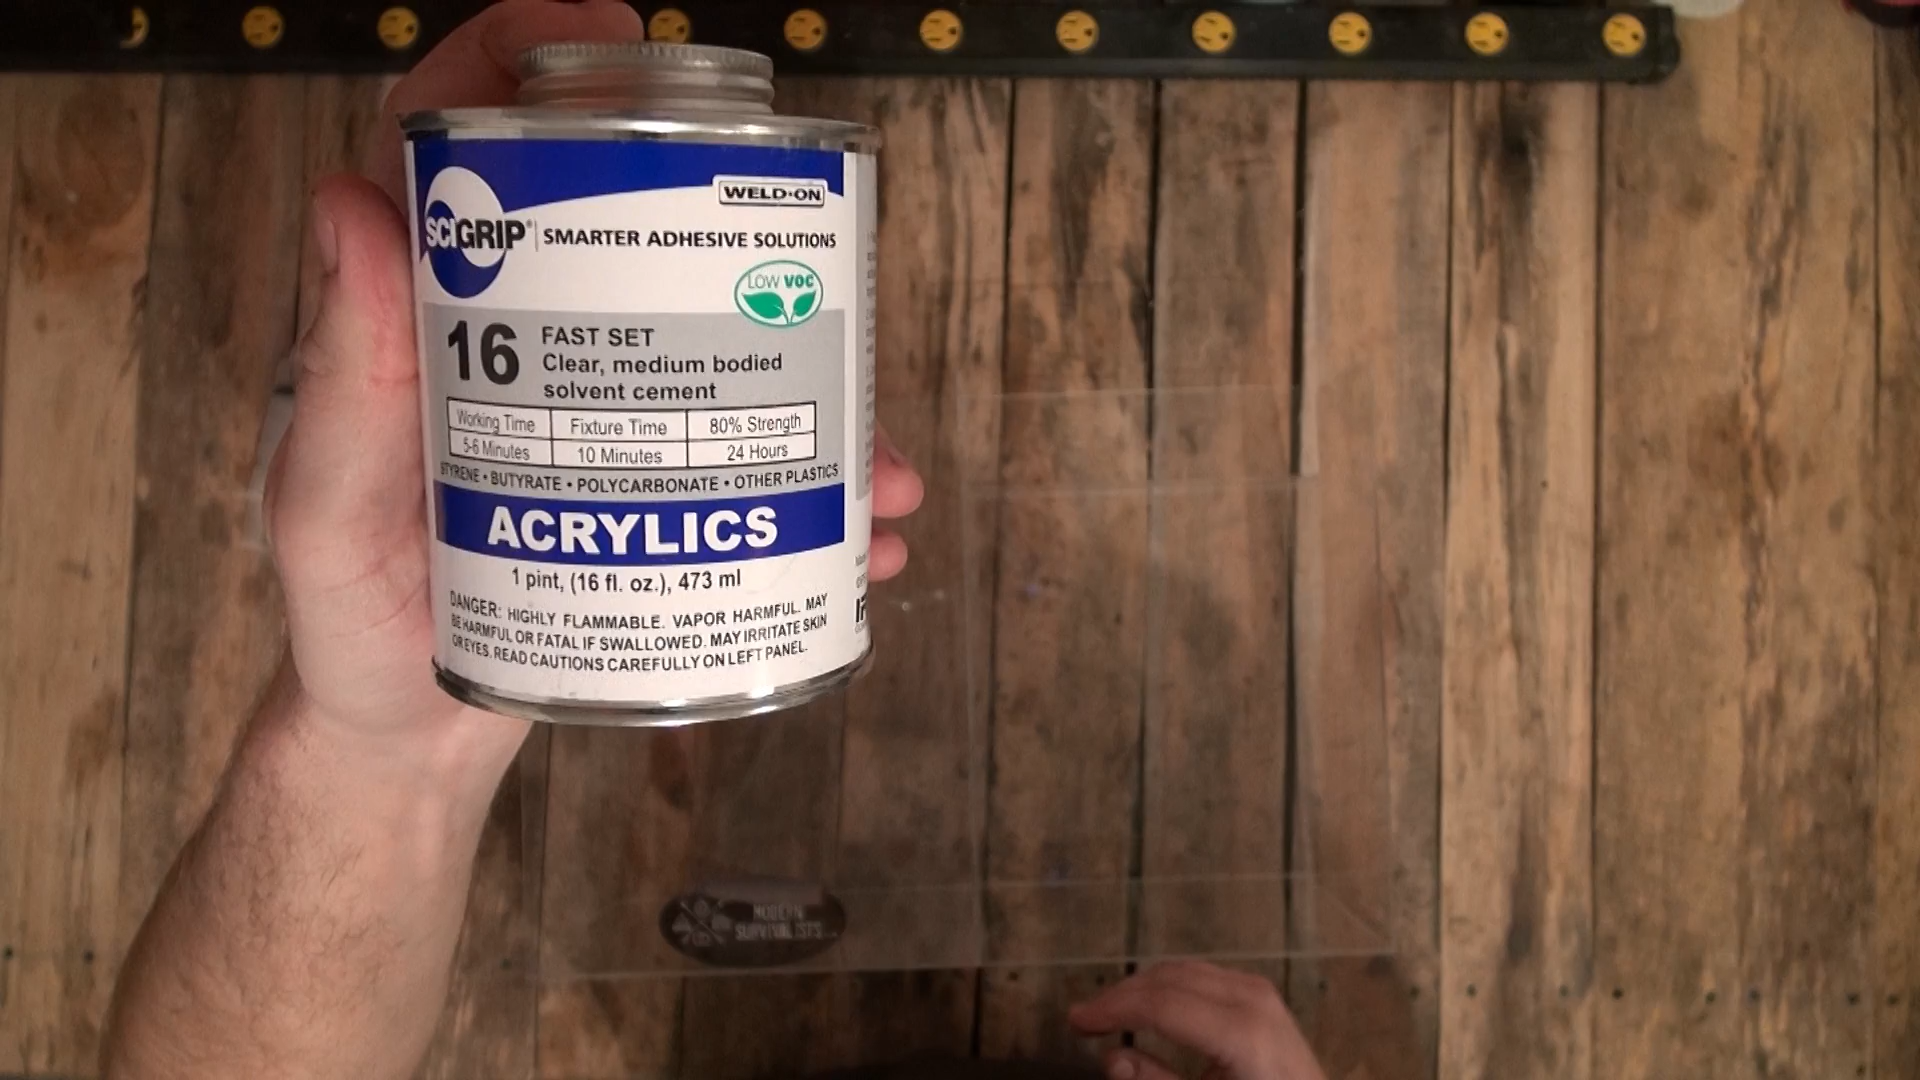 WELD·ON
SCIGRIP® SMARTER ADHESIVE SOLUTIONS
LOW VOC
16 FAST SET
Clear, medium bodied
solvent cement
Working Time Fixture Time 80% Strength
5-6 Minutes 10 Minutes 24 Hours
STYRENE • BUTYRATE • POLYCARBONATE • OTHER PLASTICS
ACRYLICS
1 pint, (16 fl. oz.), 473 ml
DANGER: HIGHLY FLAMMABLE. VAPOR HARMFUL. MAY
BE HARMFUL OR FATAL IF SWALLOWED. MAY IRRITATE SKIN
OR EYES. READ CAUTIONS CAREFULLY ON LEFT PANEL.
MODERN
SURVIVALISTS